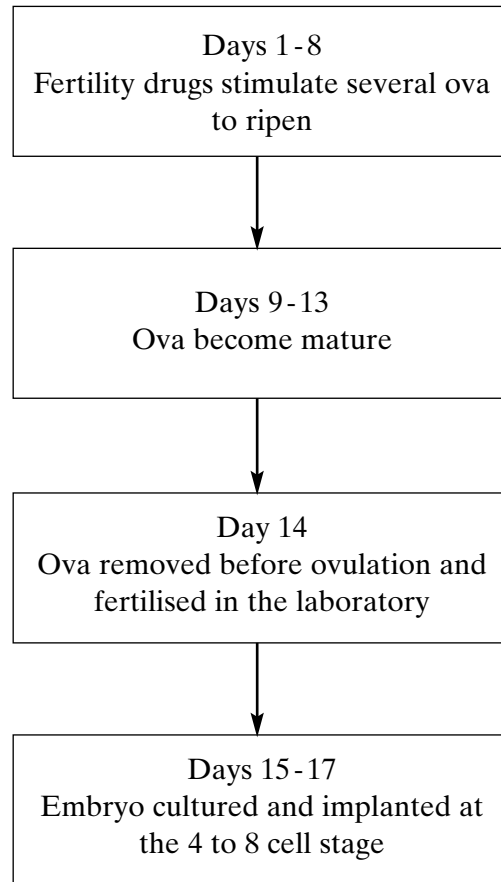 Days 1-8
Fertility drugs stimulate several ova
to ripen
Days 9-13
Ova become mature
Day 14
Ova removed before ovulation and
fertilised in the laboratory
Days 15-17
Embryo cultured and implanted at
the 4 to 8 cell stage